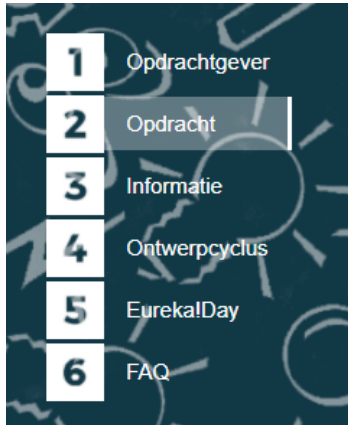 1 Opdrachtgever
2 Opdracht
3 Informatie
4 Ontwerpcyclus
5 Eureka!Day
6 FAQ